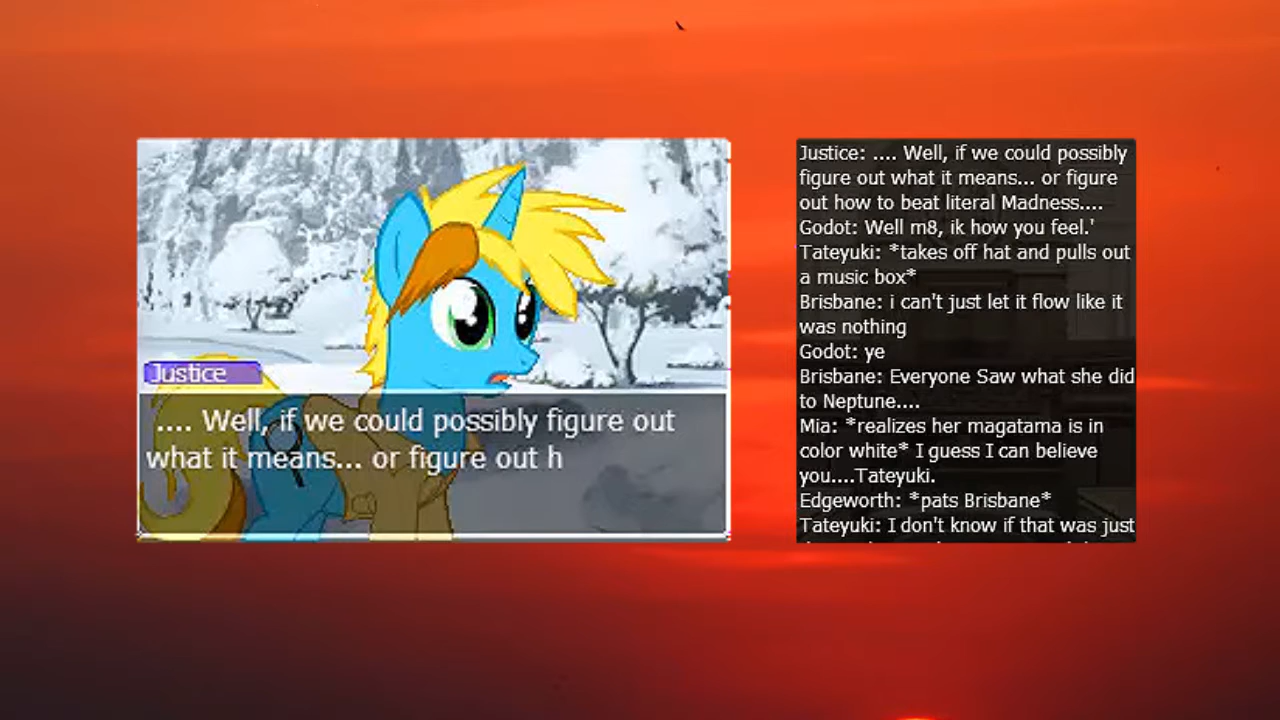 Justice
.... Well, if we could possibly figure out
what it means... or figure out h
Justice: .... Well, if we could possibly
figure out what it means... or figure
out how to beat literal Madness....
Godot: Well m8, ik how you feel.'
Tateyuki: *takes off hat and pulls out
a music box*
Brisbane: i can't just let it flow like it
was nothing
Godot: ye
Brisbane: Everyone Saw what she did
to Neptune....
Mia: *realizes her magatama is in
color white* I guess I can believe
you....Tateyuki.
Edgeworth: *pats Brisbane*
Tateyuki: I don't know if that was just